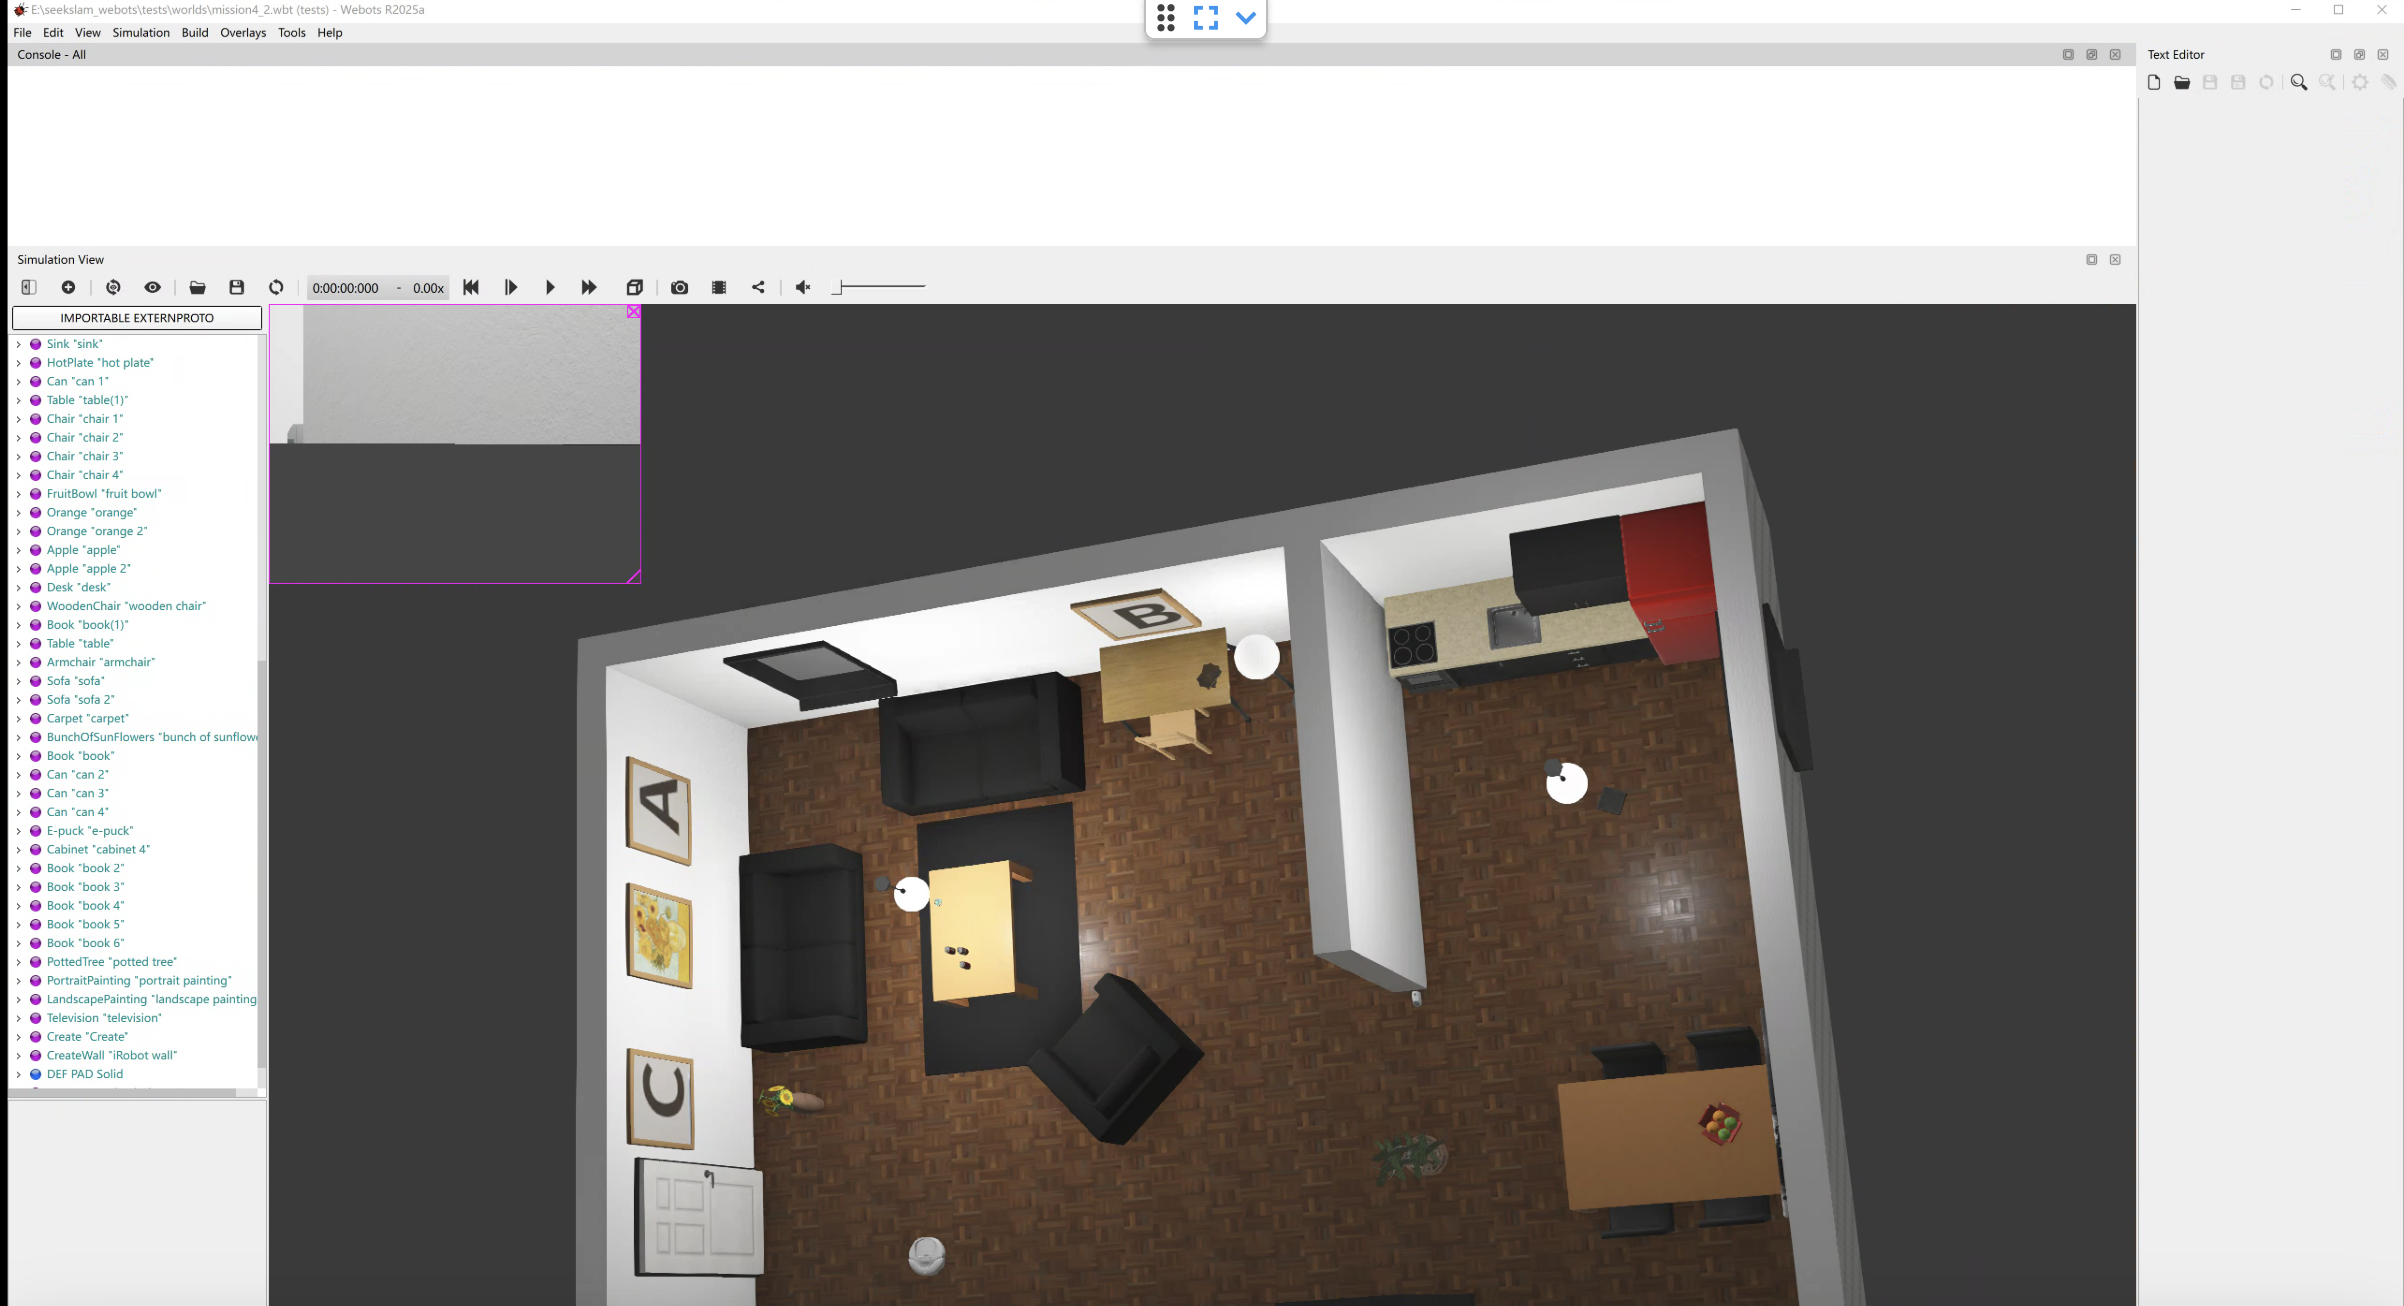 E:\seekslam_webots\tests\worlds\mission4_2.wbt (tests) - Webots R2025a
File Edit View Simulation Build Overlays Tools Help
Console - All
Text Editor
Simulation View
0:00:00:000 - 0.00x
IMPORTABLE EXTERNPROTO
Sink "sink"
HotPlate "hot plate"
Can "can 1"
Table "table(1)"
Chair "chair 1"
Chair "chair 2"
Chair "chair 3"
Chair "chair 4"
FruitBowl "fruit bowl"
Orange "orange"
Orange "orange 2"
Apple "apple"
Apple "apple 2"
Desk "desk"
WoodenChair "wooden chair"
Book "book(1)"
Table "table"
Armchair "armchair"
Sofa "sofa"
Sofa "sofa 2"
Carpet "carpet"
BunchOfSunFlowers "bunch of sunflowe
Book "book"
Can "can 2"
Can "can 3"
Can "can 4"
E-puck "e-puck"
Cabinet "cabinet 4"
Book "book 2"
Book "book 3"
Book "book 4"
Book "book 5"
Book "book 6"
PottedTree "potted tree"
PortraitPainting "portrait painting"
LandscapePainting "landscape painting
Television "television"
Create "Create"
CreateWall "iRobot wall"
DEF PAD Solid
B
A
C